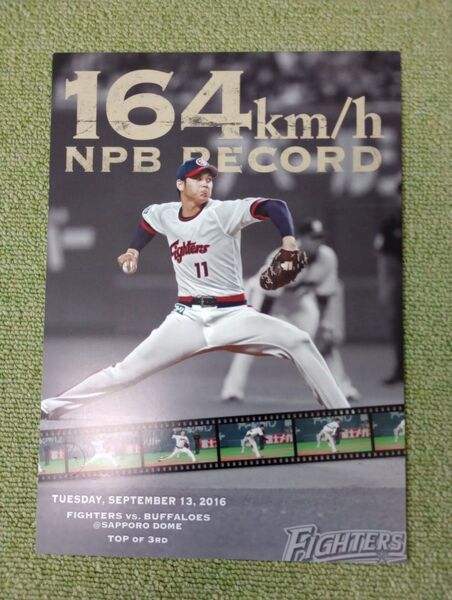 164km/h
NPB RECORD
Fighters
11
TUESDAY, SEPTEMBER 13, 2016
FIGHTERS VS. BUFFALOES
@SAPPORO DOME
TOP OF 3RD
FIGHTERS